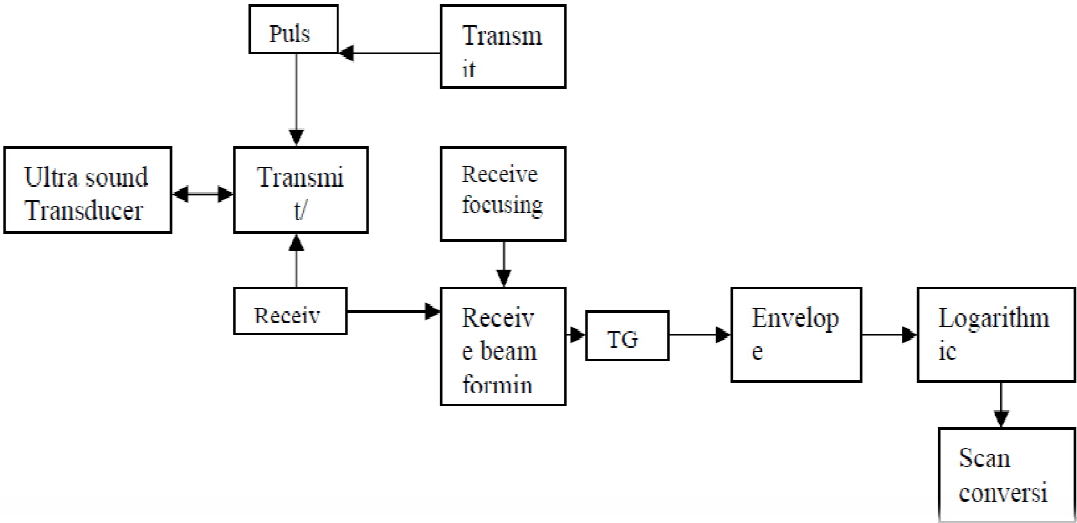 Puls
Transm
it
Ultra sound
Transducer
Transmi
t/
Receive
focusing
Receiv
Receiv
e beam
formin
TG
Envelop
e
Logarithm
ic
Scan
conversi